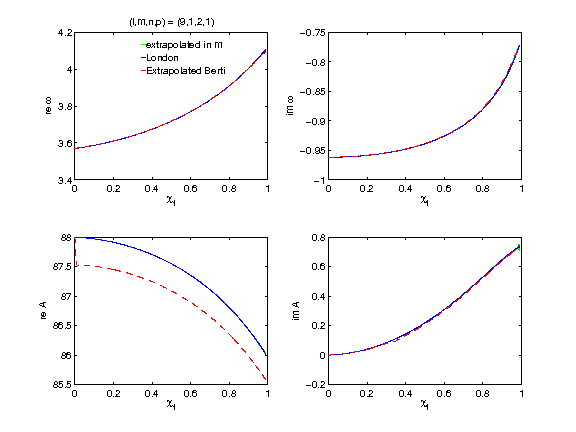 (l,m,n,p) = (9,1,2,1)
4.2
4
3.8
3.6
3.4
re ω
0 0.2 0.4 0.6 0.8 1
χf
extrapolated in m
London
Extrapolated Berti
−0.75
−0.8
−0.85
−0.9
−0.95
−1
im ω
0 0.2 0.4 0.6 0.8 1
χf
88
87.5
87
86.5
86
85.5
re A
0 0.2 0.4 0.6 0.8 1
χf
0.8
0.6
0.4
0.2
0
−0.2
im A
0 0.2 0.4 0.6 0.8 1
χf